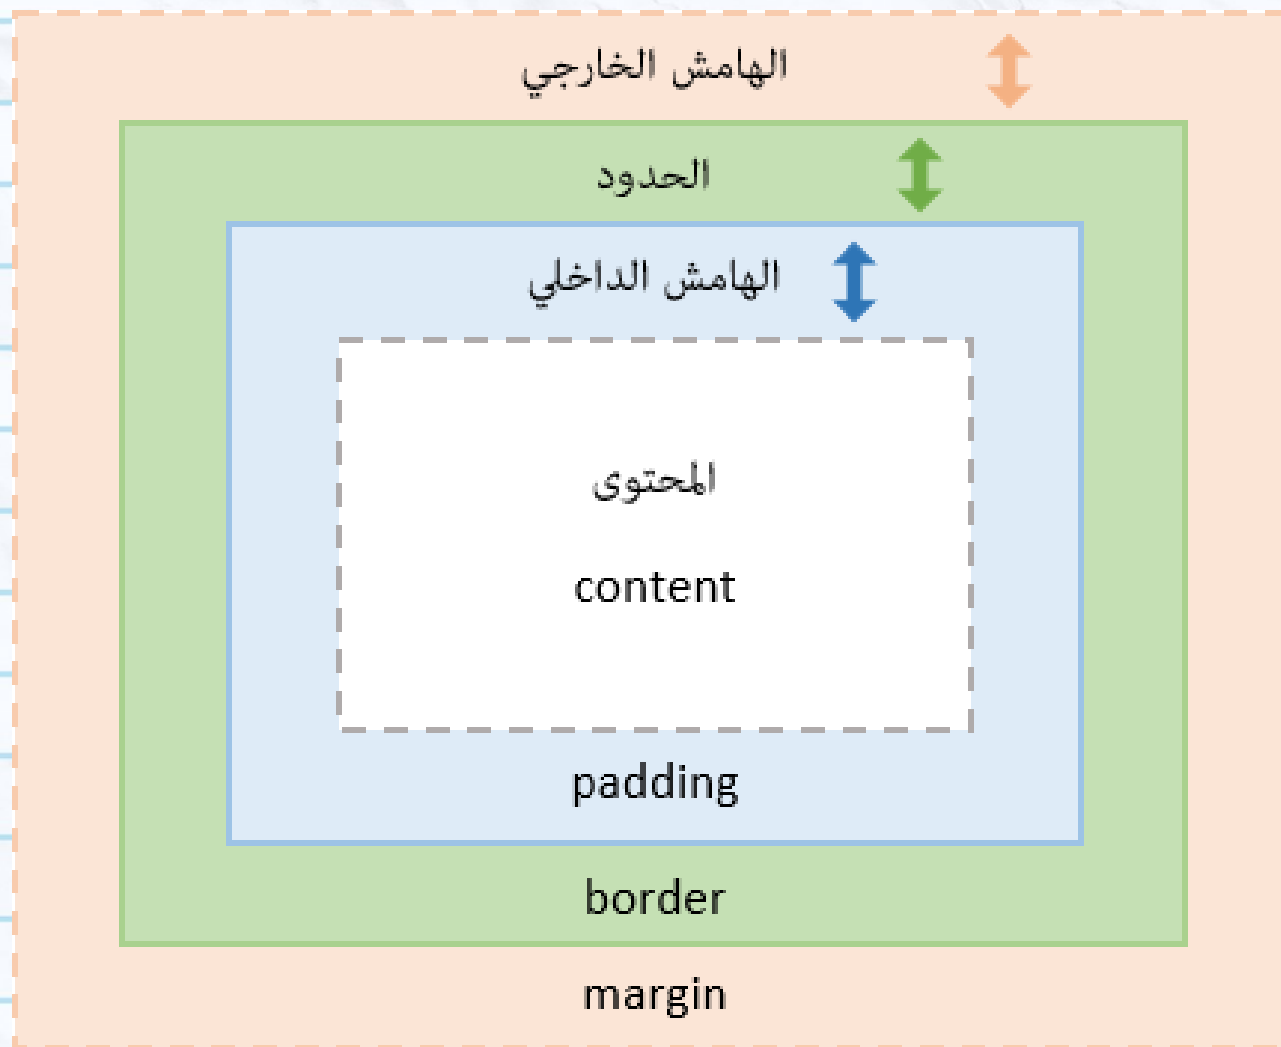 الهامش الخارجي
الحدود
الهامش الداخلي
المحتوى
content
padding
border
margin